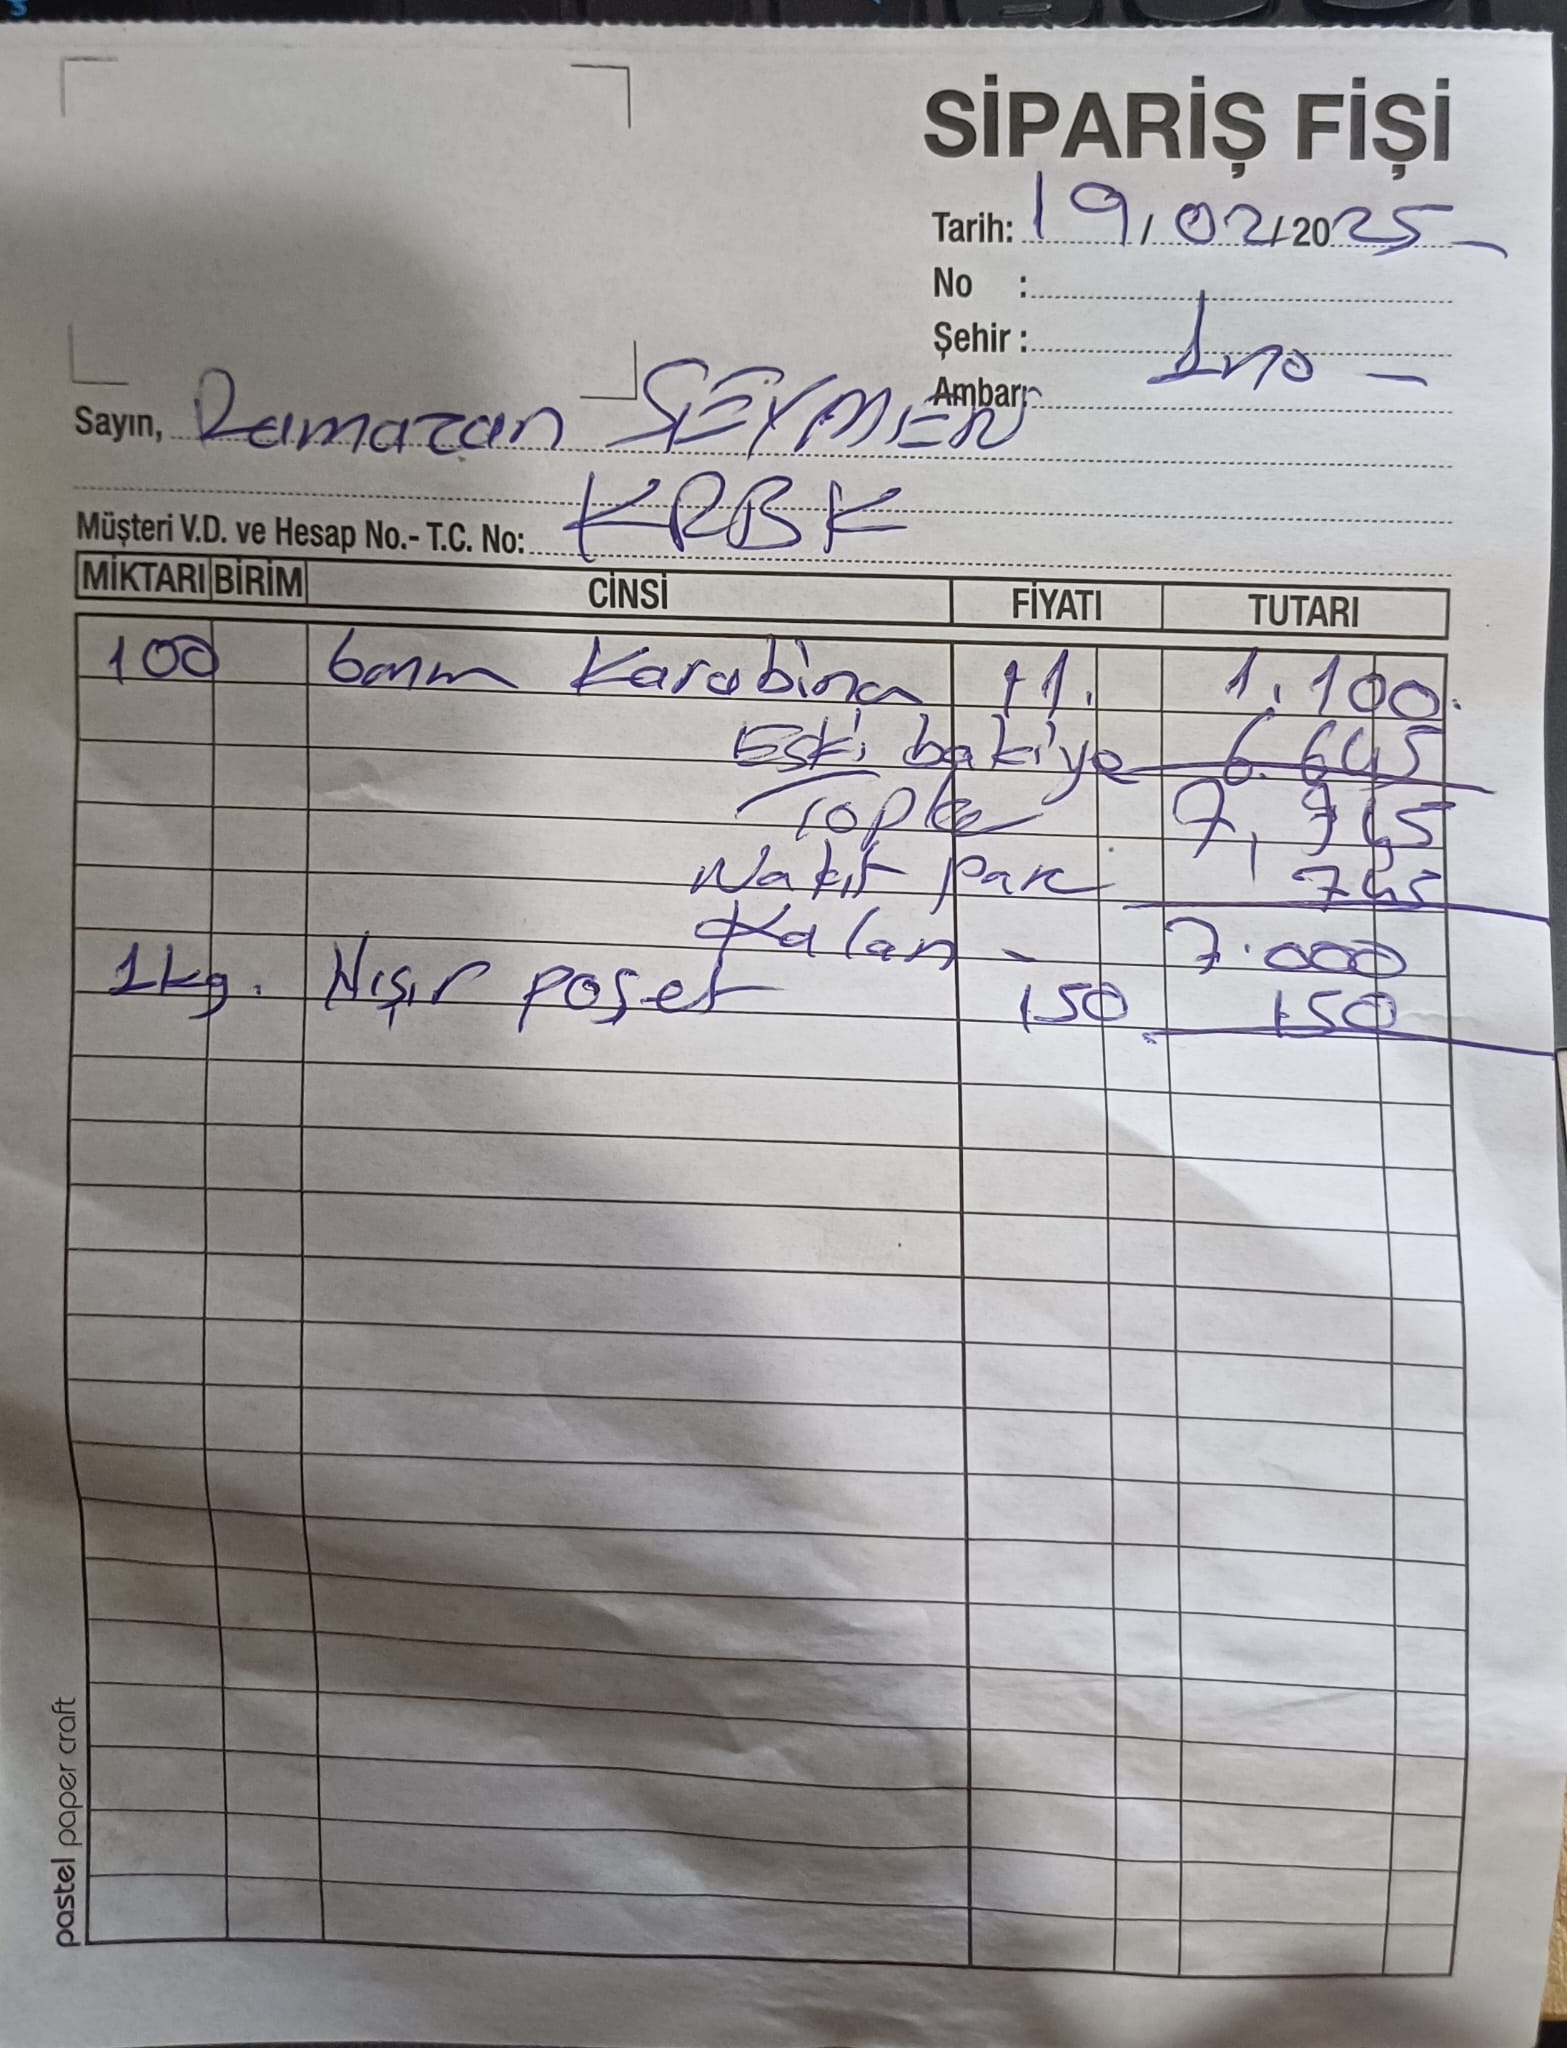 SİPARİŞ FİŞİ
Tarih: 19/02/2025
No :
Şehir :
Ambar:
Sayın, Ramazan SEYMEN
KRBK
Müşteri V.D. ve Hesap No.- T.C. No:
MİKTARI BİRİM CİNSİ FİYATI TUTARI
100 6mm Karabina 11. 1.100.
Eski bakiye 6.645
Topla 7,745
Nakit para 745
Kalan - 7.000
1kg. Hışır poşet 150 150
pastel paper craft